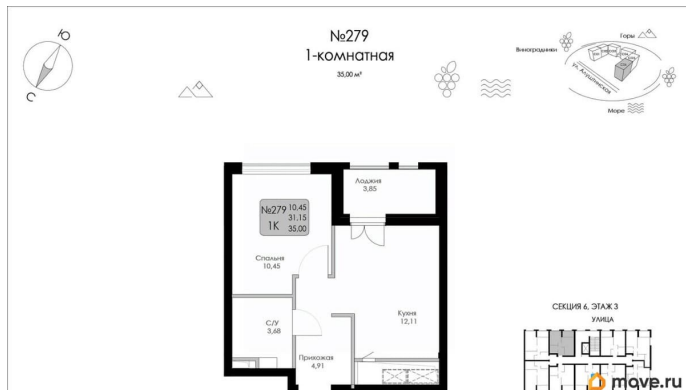 №279
1-комнатная
35,00 м²
Ю
С
Горы
Виноградники
ул. Алуштинская
Море
Лоджия
3,85
№279 10,45
31,15
1К 35,00
Спальня
10,45
С/У
3,68
Кухня
12,11
Прихожая
4,91
СЕКЦИЯ 6, ЭТАЖ 3
УЛИЦА
move.ru